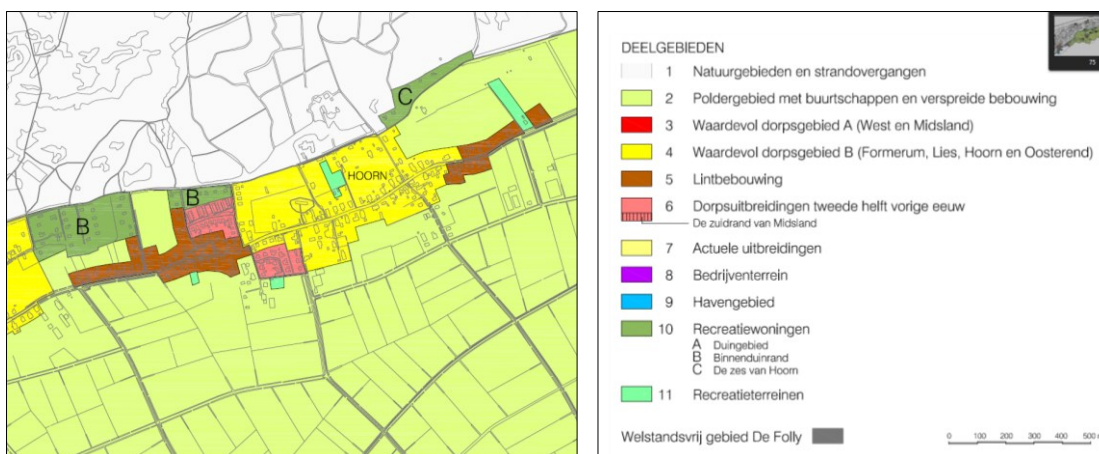 C
B
HOORN
B
75
DEELGEBIEDEN
1 Natuurgebieden en strandovergangen
2 Poldergebied met buurtschappen en verspreide bebouwing
3 Waardevol dorpsgebied A (West en Midsland)
4 Waardevol dorpsgebied B (Formerum, Lies, Hoorn en Oosterend)
5 Lintbebouwing
6 Dorpsuitbreidingen tweede helft vorige eeuw
De zuidrand van Midsland
7 Actuele uitbreidingen
8 Bedrijventerrein
9 Havengebied
10 Recreatiewoningen
A Duingebied
B Binnenduinrand
C De zes van Hoorn
11 Recreatieterreinen
Welstandsvrij gebied De Folly
0 100 200 300 400 500 m